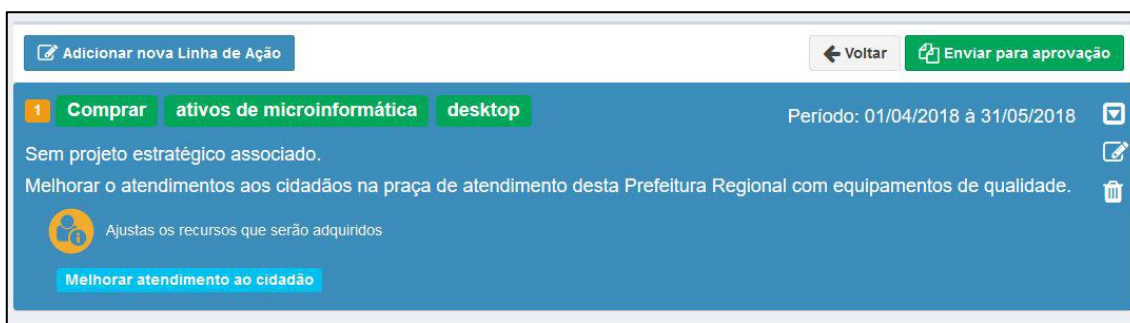 Adicionar nova Linha de Ação
Voltar
Enviar para aprovação
1 Comprar ativos de microinformática desktop
Período: 01/04/2018 à 31/05/2018
Sem projeto estratégico associado.
Melhorar o atendimentos aos cidadãos na praça de atendimento desta Prefeitura Regional com equipamentos de qualidade.
Ajustas os recursos que serão adquiridos
Melhorar atendimento ao cidadão